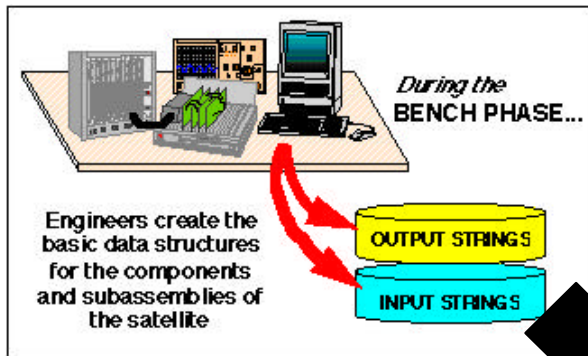 During the
BENCH PHASE...
Engineers create the
basic data structures
for the components
and subassemblies of
the satellite
OUTPUT STRINGS
INPUT STRINGS